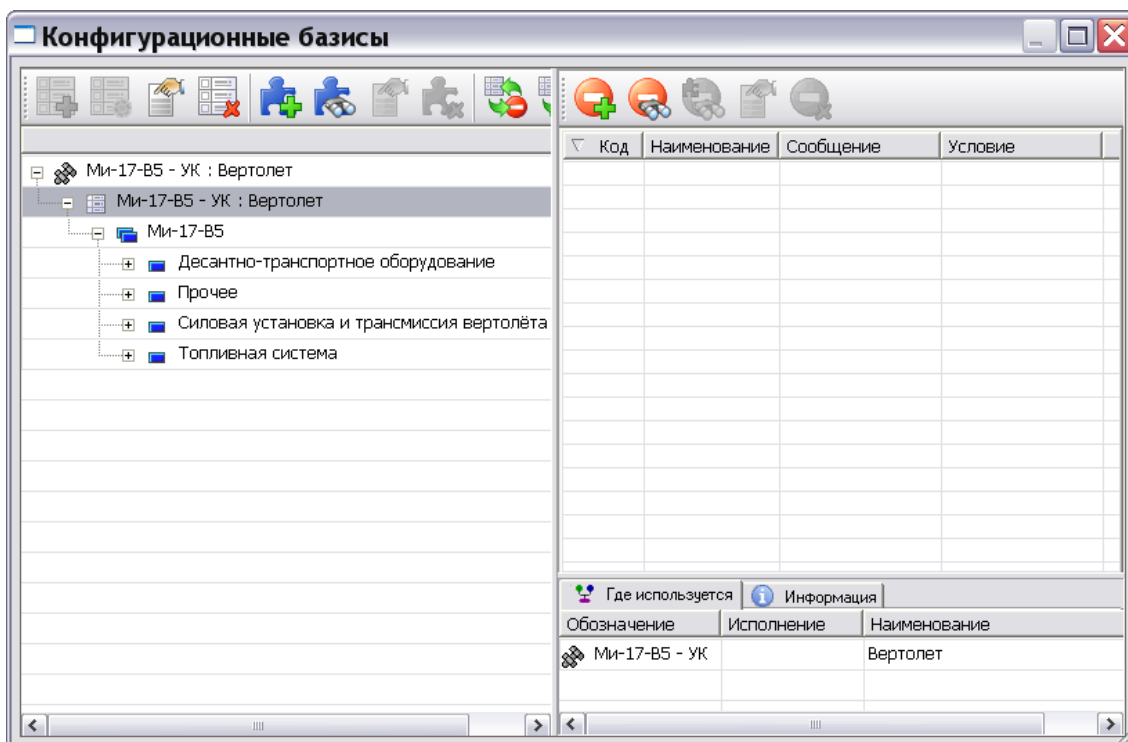 Конфигурационные базисы
Код Наименование Сообщение Условие
Ми-17-В5 - УК : Вертолет
Ми-17-В5 - УК : Вертолет
Ми-17-В5
Десантно-транспортное оборудование
Прочее
Силовая установка и трансмиссия вертолёта
Топливная система
Где используется Информация
Обозначение Исполнение Наименование
Ми-17-В5 - УК Вертолет